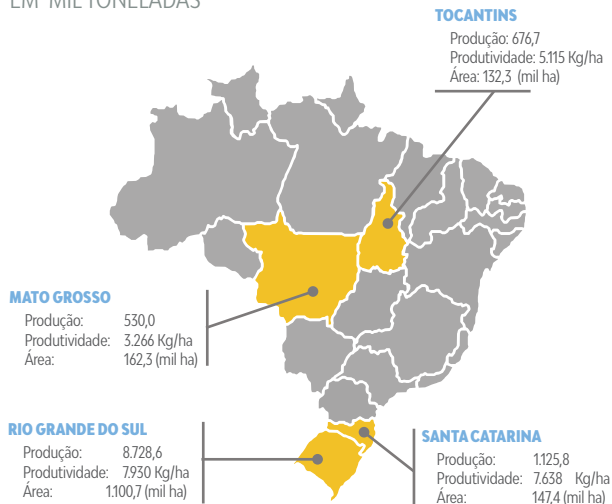 EM MIL TONELADAS
TOCANTINS
Produção: 676,7
Produtividade: 5.115 Kg/ha
Área: 132,3 (mil ha)
MATO GROSSO
Produção: 530,0
Produtividade: 3.266 Kg/ha
Área: 162,3 (mil ha)
RIO GRANDE DO SUL
Produção: 8.728,6
Produtividade: 7.930 Kg/ha
Área: 1.100,7 (mil ha)
SANTA CATARINA
Produção: 1.125,8
Produtividade: 7.638 Kg/ha
Área: 147,4 (mil ha)